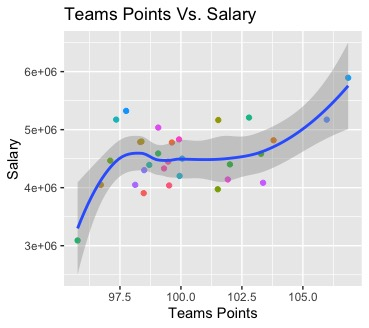 Teams Points Vs. Salary
Salary
6e+06
5e+06
4e+06
3e+06
97.5 100.0 102.5 105.0
Teams Points